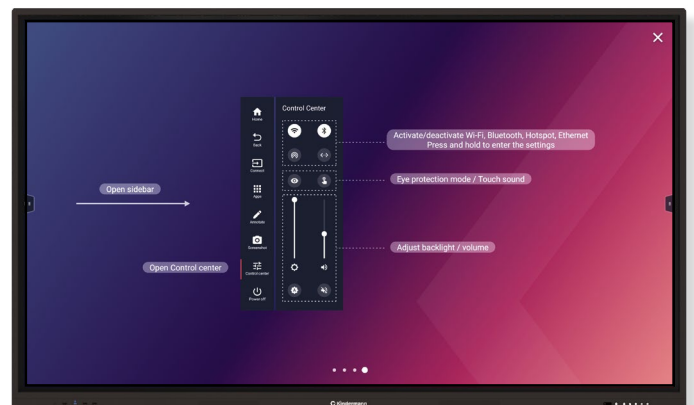 Control Center
Home
Back
Connect
Apps
Annotate
Screenshot
Control center
Power off
Open sidebar
Open Control center
Activate/deactivate Wi-Fi, Bluetooth, Hotspot, Ethernet
Press and hold to enter the settings
Eye protection mode / Touch sound
Adjust backlight / volume
Kindermann